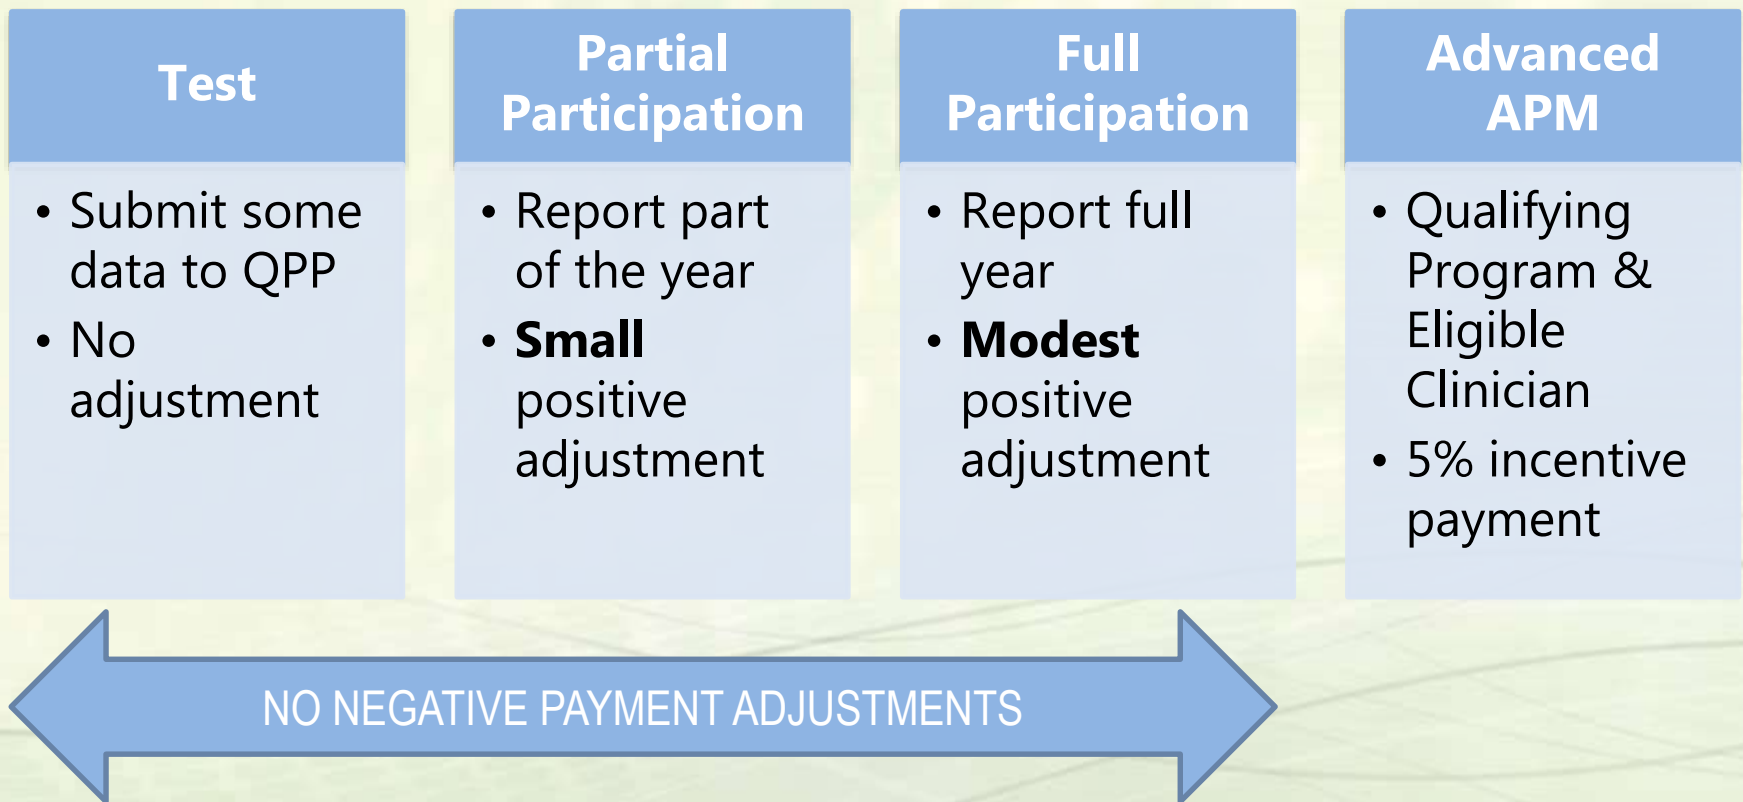 Test
• Submit some
data to QPP
• No
adjustment
Partial
Participation
• Report part
of the year
• Small
positive
adjustment
Full
Participation
• Report full
year
• Modest
positive
adjustment
Advanced
APM
• Qualifying
Program &
Eligible
Clinician
• 5% incentive
payment
NO NEGATIVE PAYMENT ADJUSTMENTS